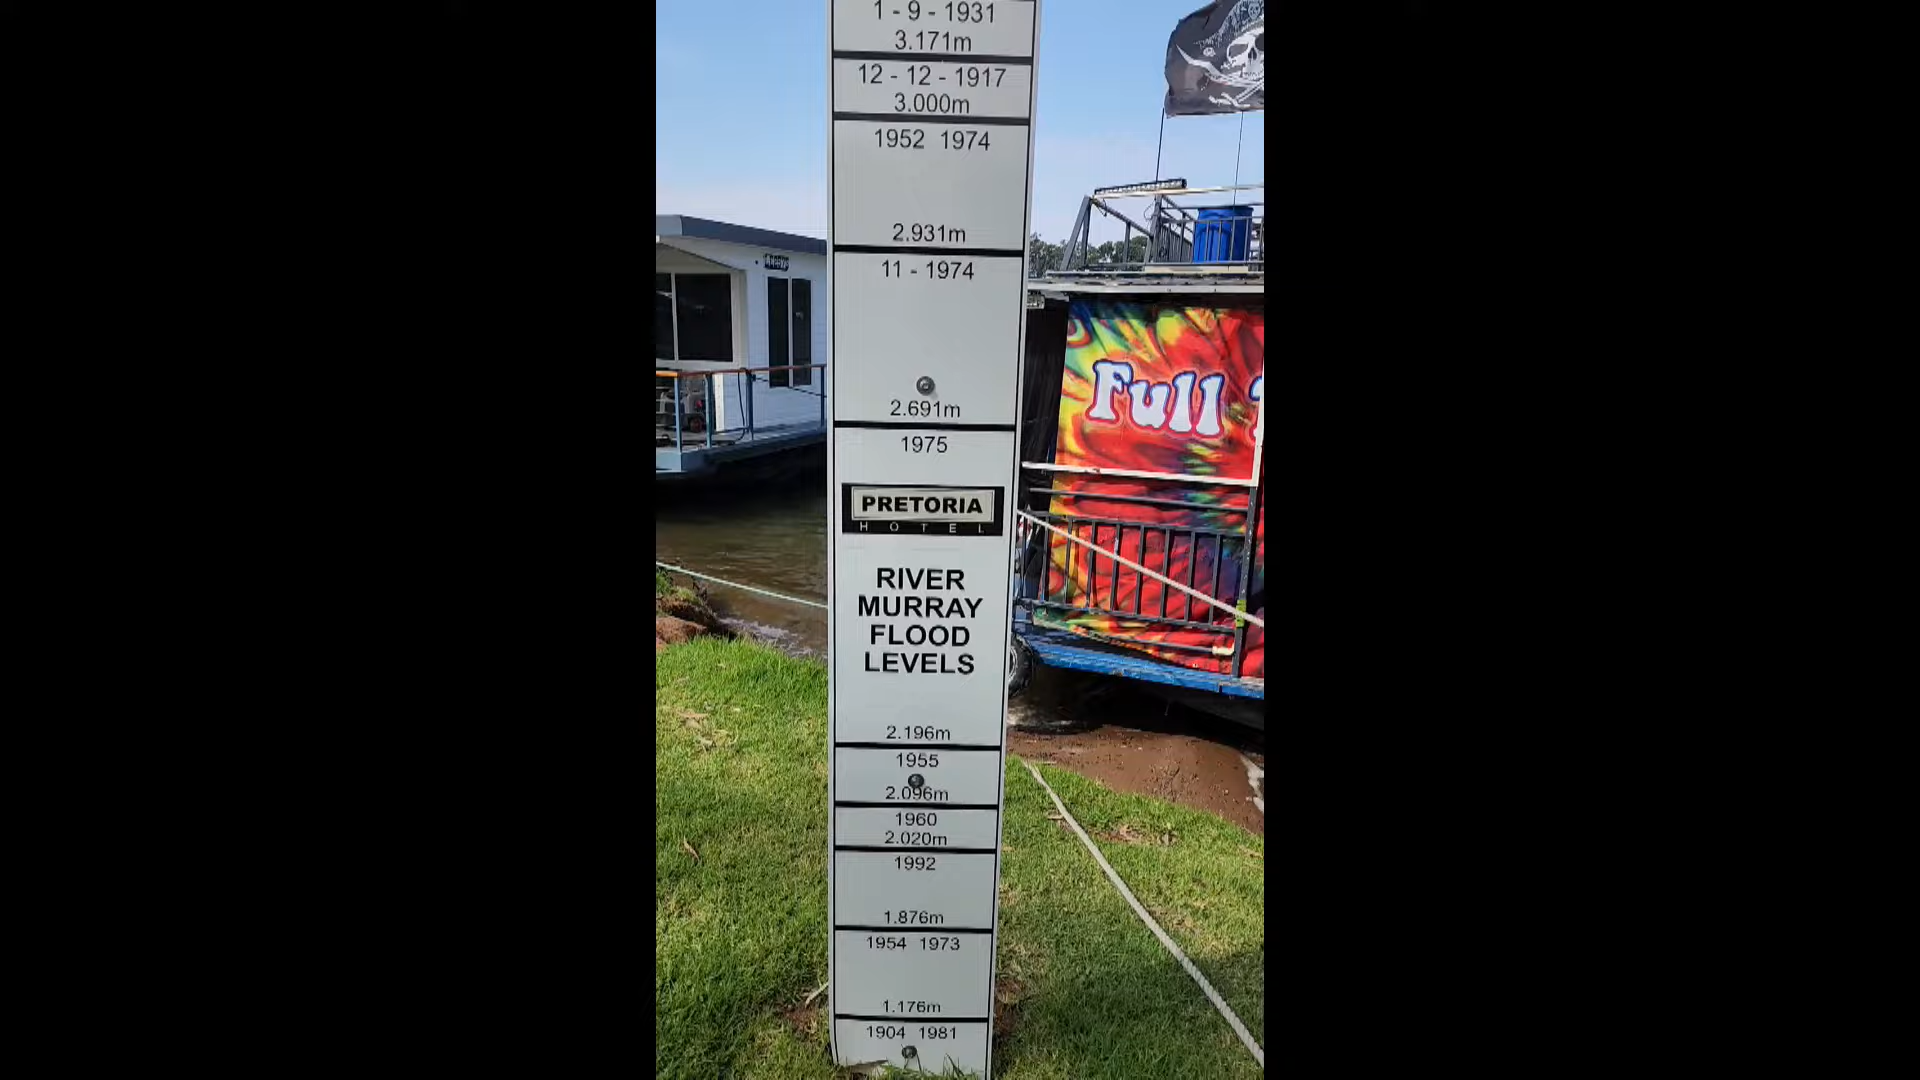 1 - 9 - 1931
3.171m
12 - 12 - 1917
3.000m
1952 1974
2.931m
11 - 1974
2.691m
1975
PRETORIA
HOTEL
RIVER
MURRAY
FLOOD
LEVELS
2.196m
1955
2.096m
1960
2.020m
1992
1.876m
1954 1973
1.176m
1904 1981
Full